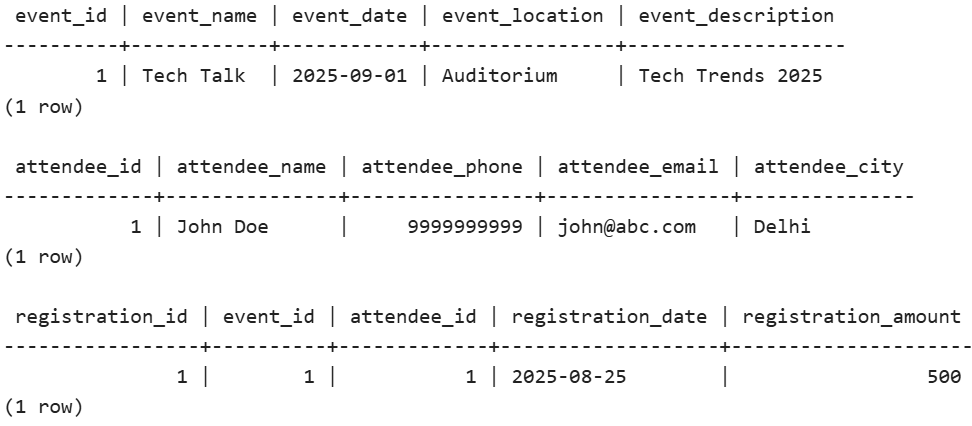 event_id | event_name | event_date | event_location | event_description
----------+------------+------------+----------------+-------------------
        1 | Tech Talk  | 2025-09-01 | Auditorium     | Tech Trends 2025
(1 row)

 attendee_id | attendee_name | attendee_phone | attendee_email | attendee_city
-------------+---------------+----------------+----------------+---------------
           1 | John Doe      |     9999999999 | john@abc.com   | Delhi
(1 row)

 registration_id | event_id | attendee_id | registration_date | registration_amount
-----------------+----------+-------------+-------------------+---------------------
               1 |        1 |           1 | 2025-08-25        |                 500
(1 row)